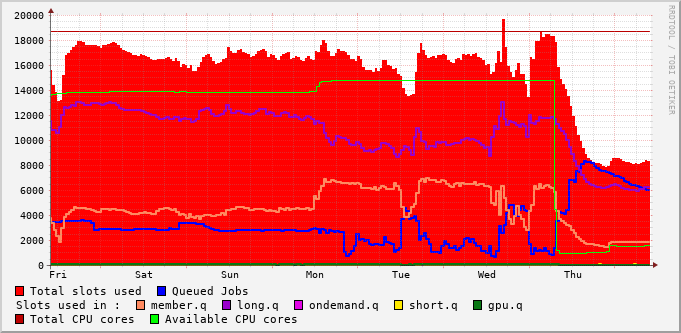 20000
18000
16000
14000
12000
10000
8000
6000
4000
2000
0
Fri Sat Sun Mon Tue Wed Thu
RRDTOOL / TOBI OETIKER
Total slots used Queued Jobs
Slots used in : member.q long.q ondemand.q short.q gpu.q
Total CPU cores Available CPU cores